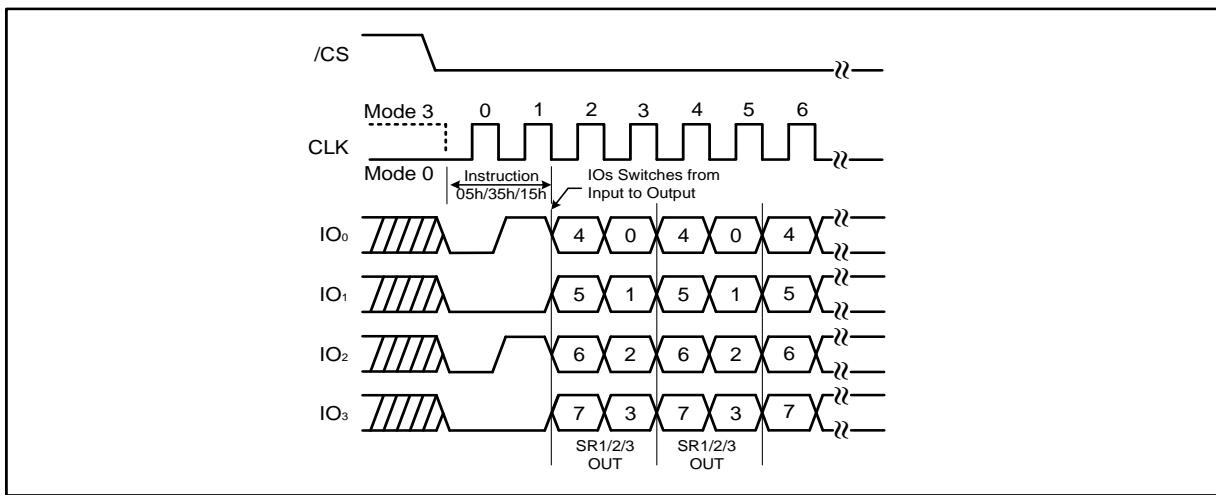 /CS
Mode 3 0 1 2 3 4 5 6
CLK
Mode 0
Instruction
05h/35h/15h
IOs Switches from
Input to Output
IO₀ 4 0 4 0 4
IO₁ 5 1 5 1 5
IO₂ 6 2 6 2 6
IO₃ 7 3 7 3 7
SR1/2/3
OUT
SR1/2/3
OUT